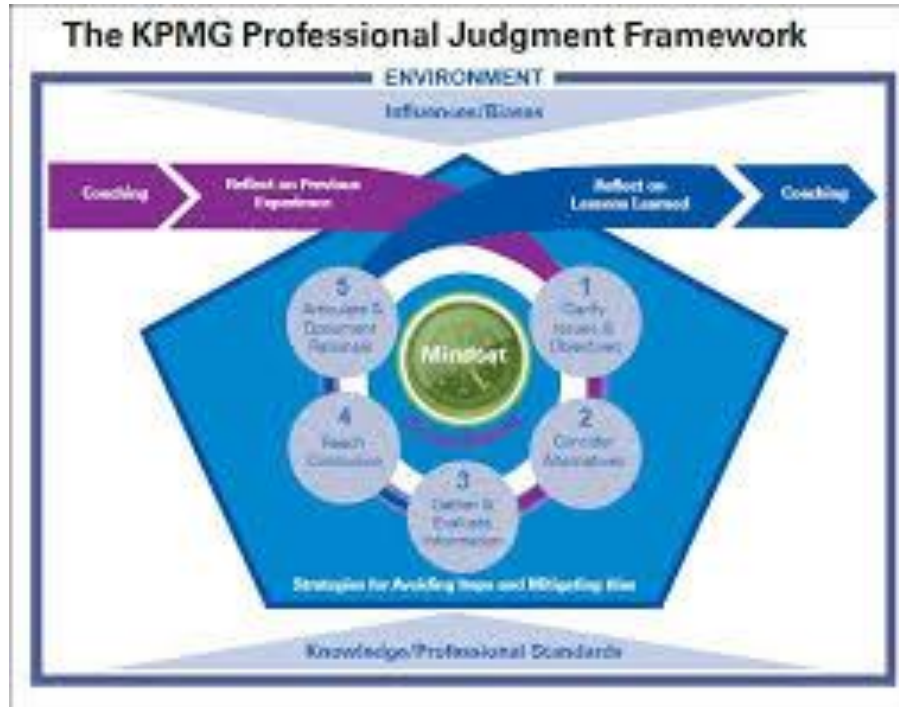 The KPMG Professional Judgment Framework
ENVIRONMENT
Influences/Biases
Coaching
Reflect on Previous
Experience
Reflect on
Lessons Learned
Coaching
5
Articulate &
Document
Rationale
1
Clarify
Issues &
Objectives
Mindset
4
Reach
Conclusion
2
Consider
Alternatives
3
Gather &
Evaluate
Information
Strategies for Avoiding Traps and Mitigating Bias
Knowledge/Professional Standards